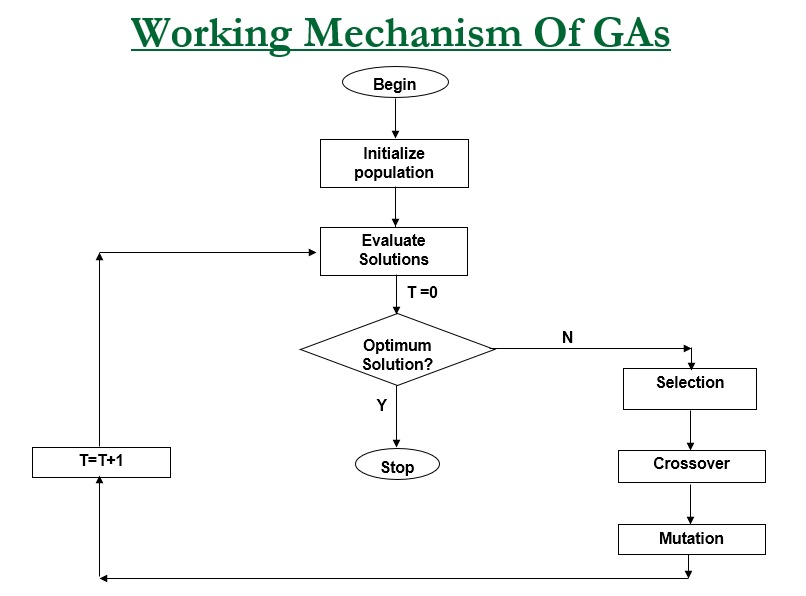 Working Mechanism Of GAs
Begin
Initialize
population
Evaluate
Solutions
T =0
Optimum
Solution?
N
Selection
Y
Crossover
T=T+1
Stop
Mutation